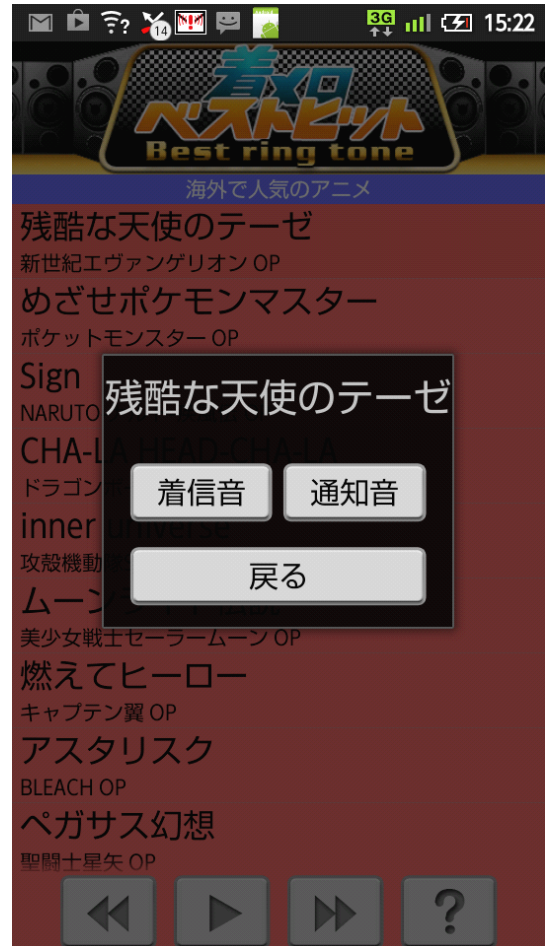 14
3G
15:22
着メロ
ベストヒット
Best ring tone
海外で人気のアニメ
残酷な天使のテーゼ
新世紀エヴァンゲリオン OP
めざせポケモンマスター
ポケットモンスター OP
Sign
NARUTO
残酷な天使のテーゼ
CHA-LA HEAD-CHA-LA
ドラゴン
着信音
通知音
inner universe
攻殻機動
戻る
ムーン
美少女戦士セーラームーン OP
燃えてヒーロー
キャプテン翼 OP
アスタリスク
BLEACH OP
ペガサス幻想
聖闘士星矢 OP
?